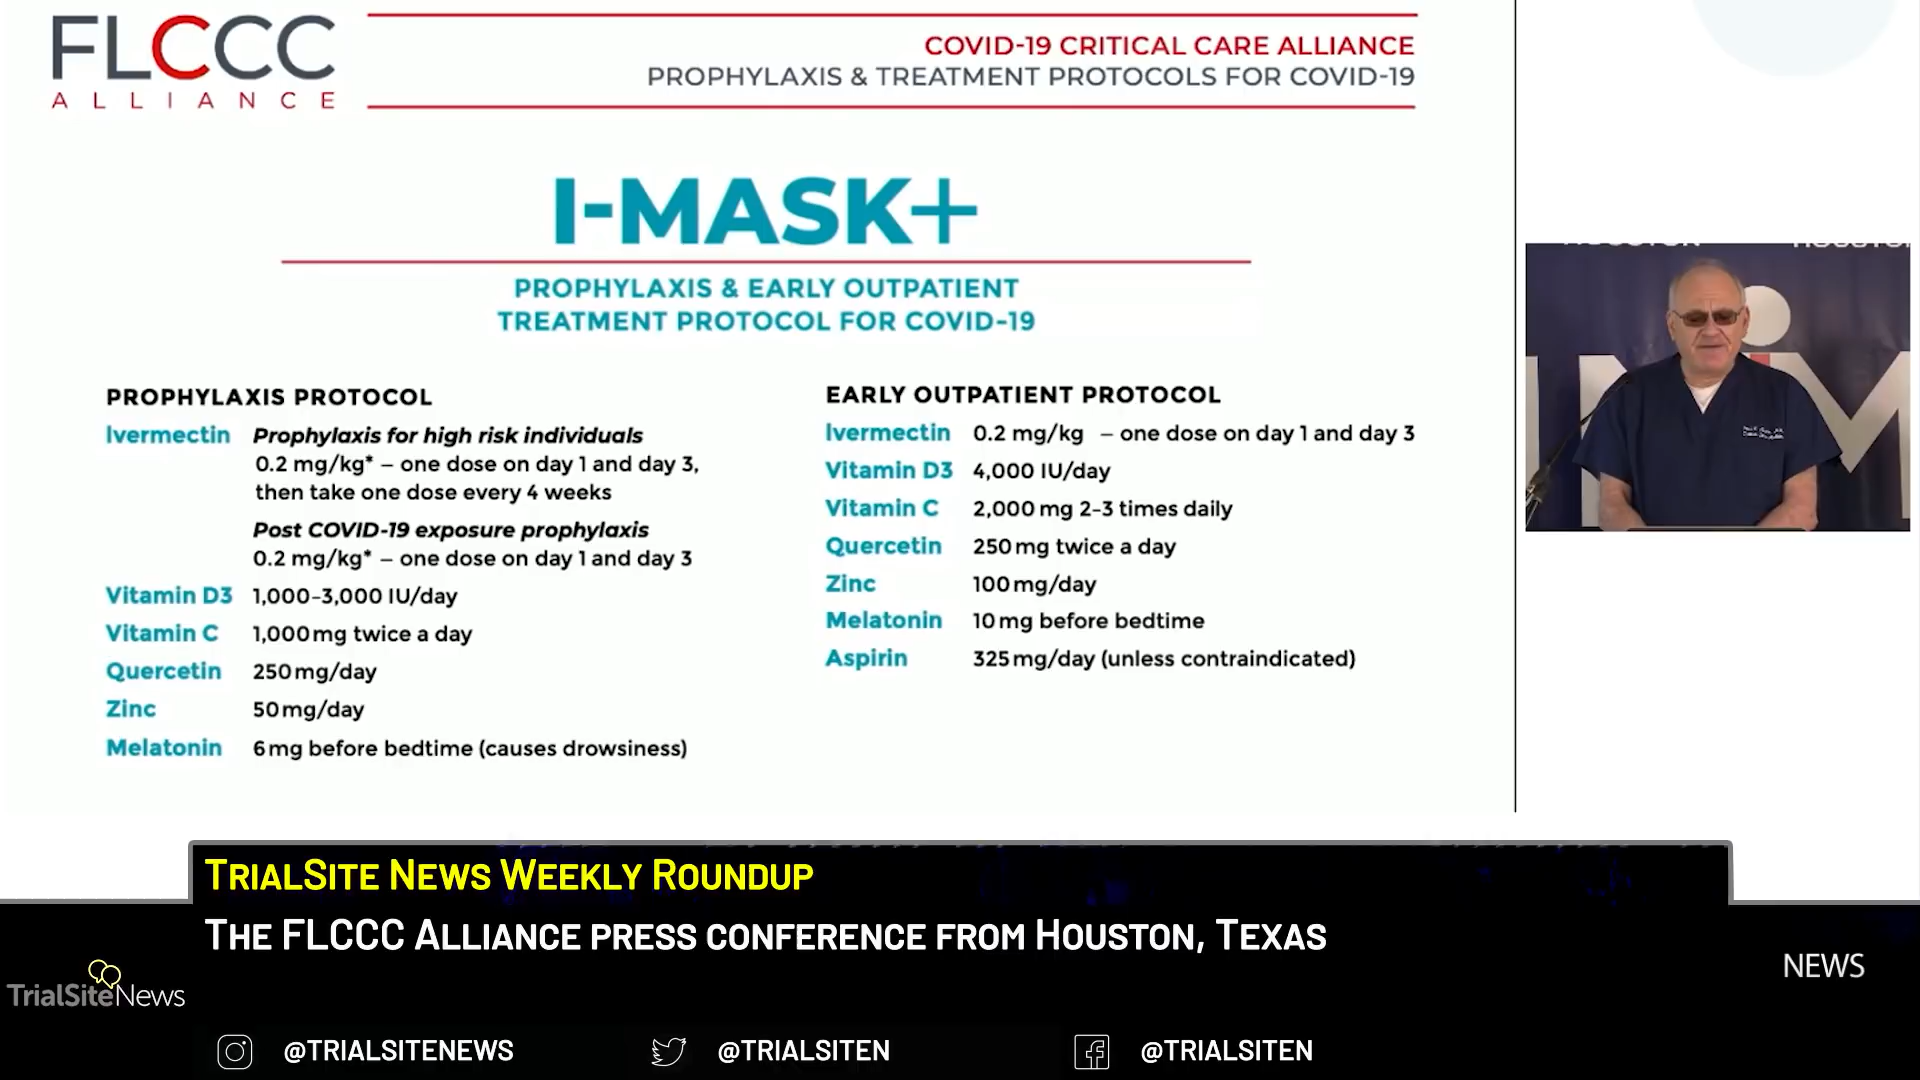 FLCCC
ALLIANCE
COVID-19 CRITICAL CARE ALLIANCE
PROPHYLAXIS & TREATMENT PROTOCOLS FOR COVID-19
I-MASK+
PROPHYLAXIS & EARLY OUTPATIENT
TREATMENT PROTOCOL FOR COVID-19
PROPHYLAXIS PROTOCOL
Ivermectin Prophylaxis for high risk individuals
0.2 mg/kg* – one dose on day 1 and day 3,
then take one dose every 4 weeks
Post COVID-19 exposure prophylaxis
0.2 mg/kg* – one dose on day 1 and day 3
Vitamin D3 1,000–3,000 IU/day
Vitamin C 1,000 mg twice a day
Quercetin 250 mg/day
Zinc 50 mg/day
Melatonin 6 mg before bedtime (causes drowsiness)
EARLY OUTPATIENT PROTOCOL
Ivermectin 0.2 mg/kg – one dose on day 1 and day 3
Vitamin D3 4,000 IU/day
Vitamin C 2,000 mg 2–3 times daily
Quercetin 250 mg twice a day
Zinc 100 mg/day
Melatonin 10 mg before bedtime
Aspirin 325 mg/day (unless contraindicated)
TrialSite News Weekly Roundup
The FLCCC Alliance press conference from Houston, Texas
TrialSiteNews
NEWS
@TRIALSITENEWS
@TRIALSITEN
@TRIALSITEN